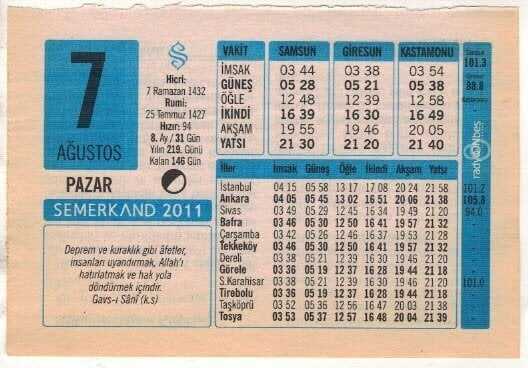 7
AĞUSTOS
PAZAR
Hicri:
7 Ramazan 1432
Rumi:
25 Temmuz 1427
Hızır: 94
8. Ay / 31 Gün
Yılın 219. Günü
Kalan 146 Gün
SEMERKAND 2011
Deprem ve kuraklık gibi âfetler,
insanları uyandırmak, Allah'ı
hatırlatmak ve hak yola
döndürmek içindir.
Gavs-ı Sânî (k.s)
VAKİT SAMSUN GİRESUN KASTAMONU
İMSAK 03 44 03 38 03 54
GÜNEŞ 05 28 05 21 05 38
ÖĞLE 12 48 12 39 12 58
İKİNDİ 16 39 16 30 16 49
AKŞAM 19 55 19 46 20 05
YATSI 21 30 21 20 21 40
İller İmsak Güneş Öğle İkindi Akşam Yatsı
İstanbul 04 15 05 58 13 17 17 08 20 24 21 58
Ankara 04 05 05 45 13 02 16 51 20 06 21 38
Sivas 03 49 05 29 12 45 16 34 19 49 21 20
Bafra 03 46 05 30 12 50 16 41 19 57 21 32
Çarşamba 03 42 05 26 12 46 16 37 19 53 21 28
Tekkeköy 03 46 05 30 12 50 16 41 19 57 21 32
Dereli 03 38 05 21 12 39 16 30 19 46 21 20
Görele 03 36 05 19 12 37 16 28 19 44 21 18
S.Karahisar 03 38 05 20 12 38 16 28 19 44 21 17
Tirebolu 03 36 05 19 12 37 16 28 19 44 21 18
Taşköprü 03 52 05 36 12 56 16 47 20 03 21 38
Tosya 03 53 05 37 12 57 16 48 20 04 21 39
101.3
88.8
radyo
101.2
105.8
94.0
101.0